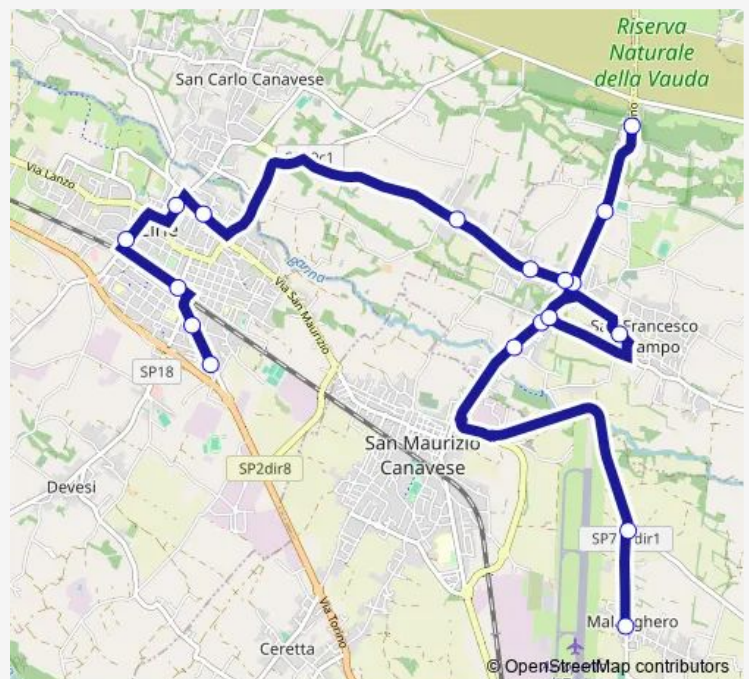 Riserva
Naturale
della Vauda
San Carlo Canavese
Via Lanzo
Via San Maurizio
SP18
San Maurizio
Canavese
SP2dir8
Devesi
Via Torino
Ceretta
© OpenStreetMap contributors